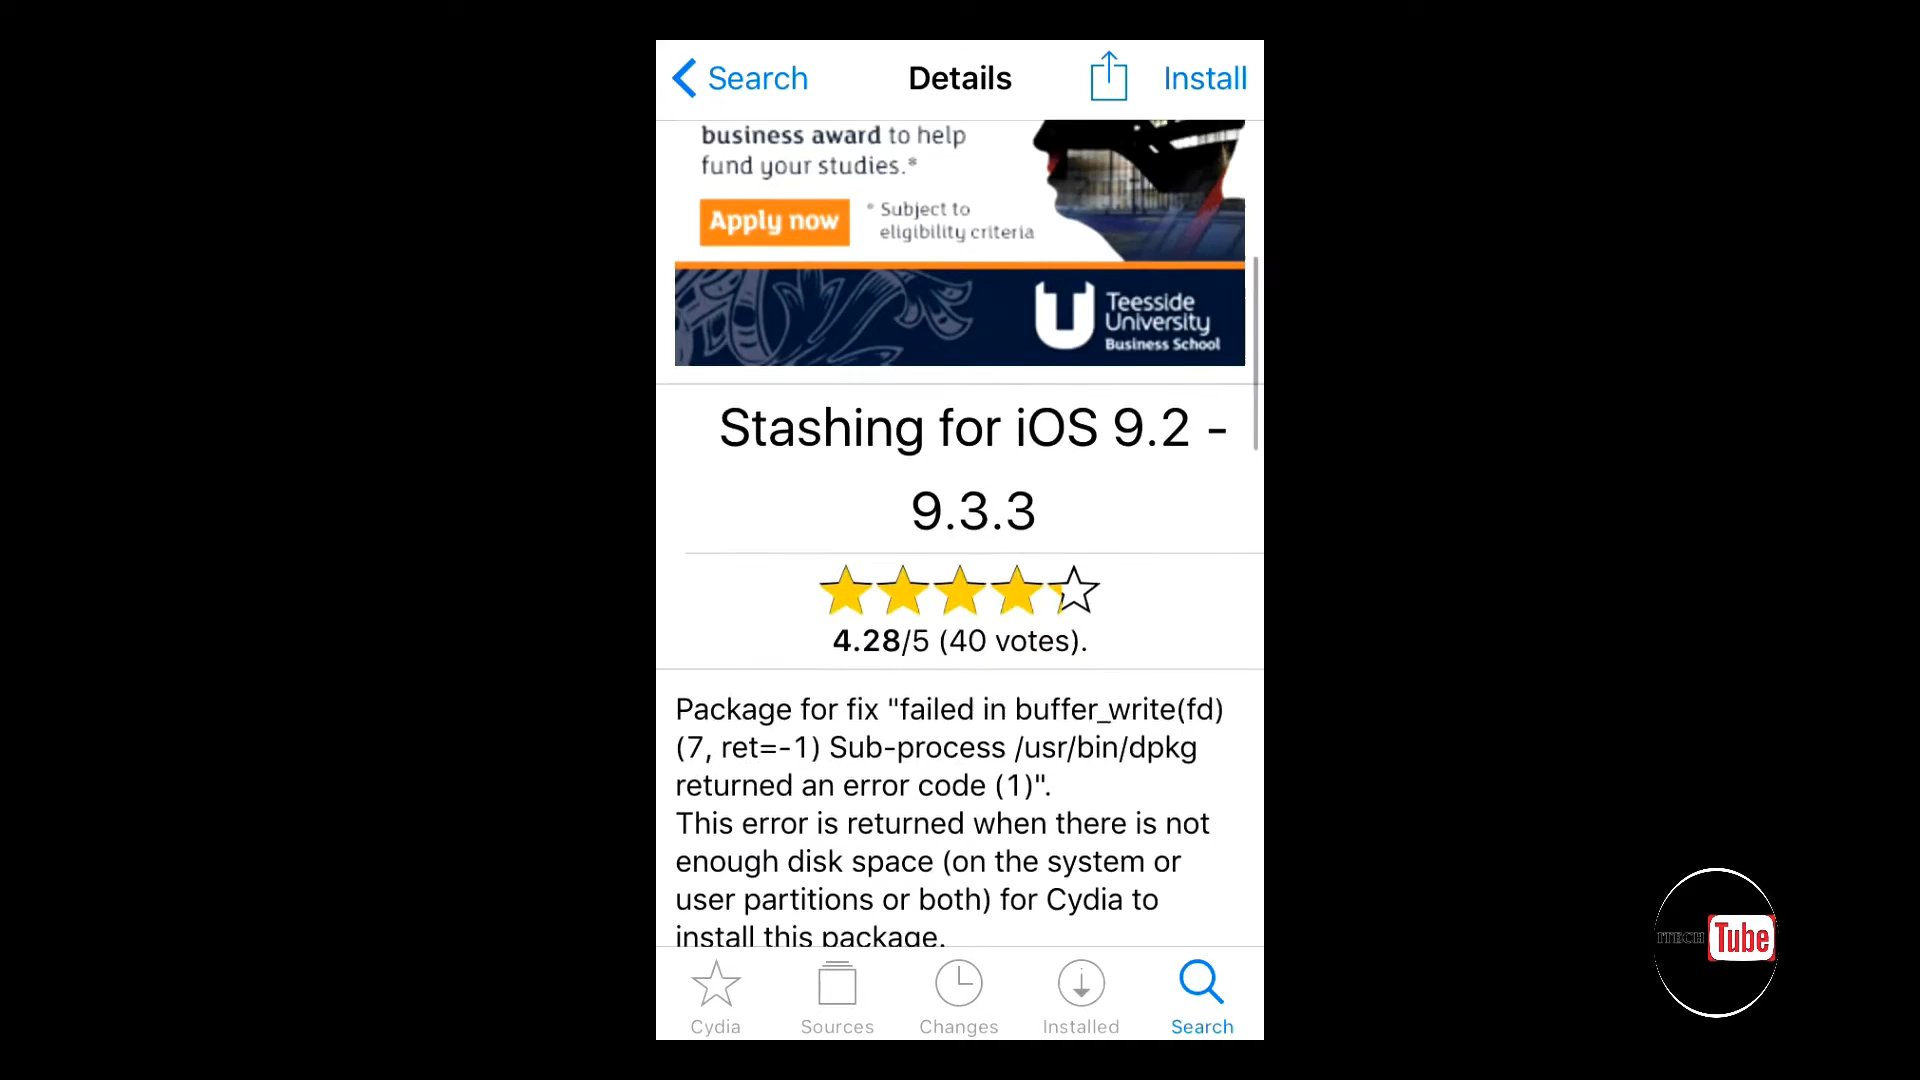 Search
Details
Install
business award to help
fund your studies.*
Apply now
* Subject to
eligibility criteria
Teesside
University
Business School
Stashing for iOS 9.2 -
9.3.3
4.28/5 (40 votes).
Package for fix "failed in buffer_write(fd)
(7, ret=-1) Sub-process /usr/bin/dpkg
returned an error code (1)".
This error is returned when there is not
enough disk space (on the system or
user partitions or both) for Cydia to
install this package.
Cydia
Sources
Changes
Installed
Search
ITECH Tube